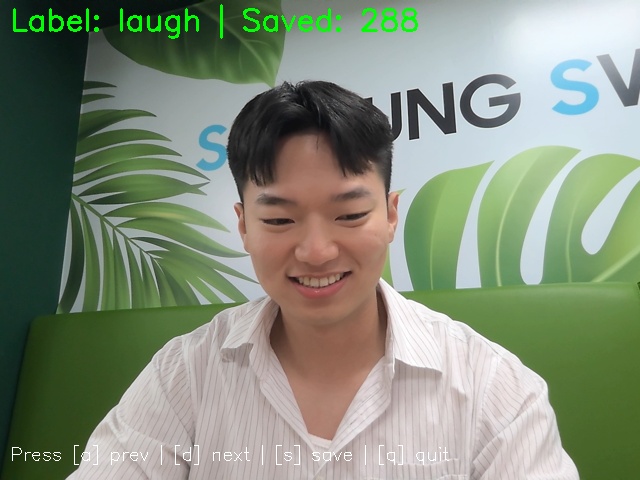 Label: laugh | Saved: 288
S UNG SV
Press [a] prev | [d] next | [s] save | [q] quit